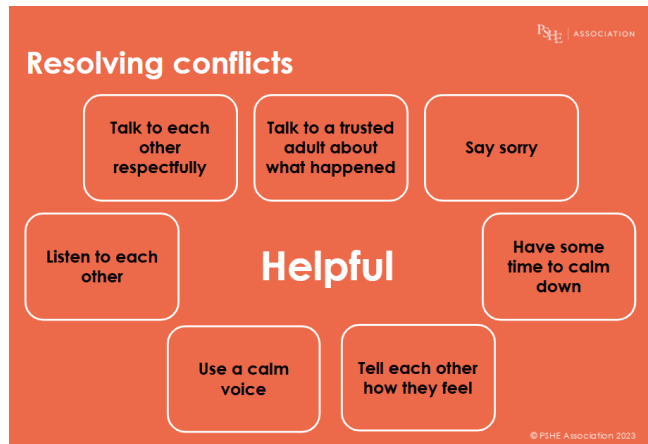 PSHE | ASSOCIATION
Resolving conflicts
Talk to each
other
respectfully
Talk to a trusted
adult about
what happened
Say sorry
Listen to each
other
Helpful
Have some
time to calm
down
Use a calm
voice
Tell each other
how they feel
© PSHE Association 2023